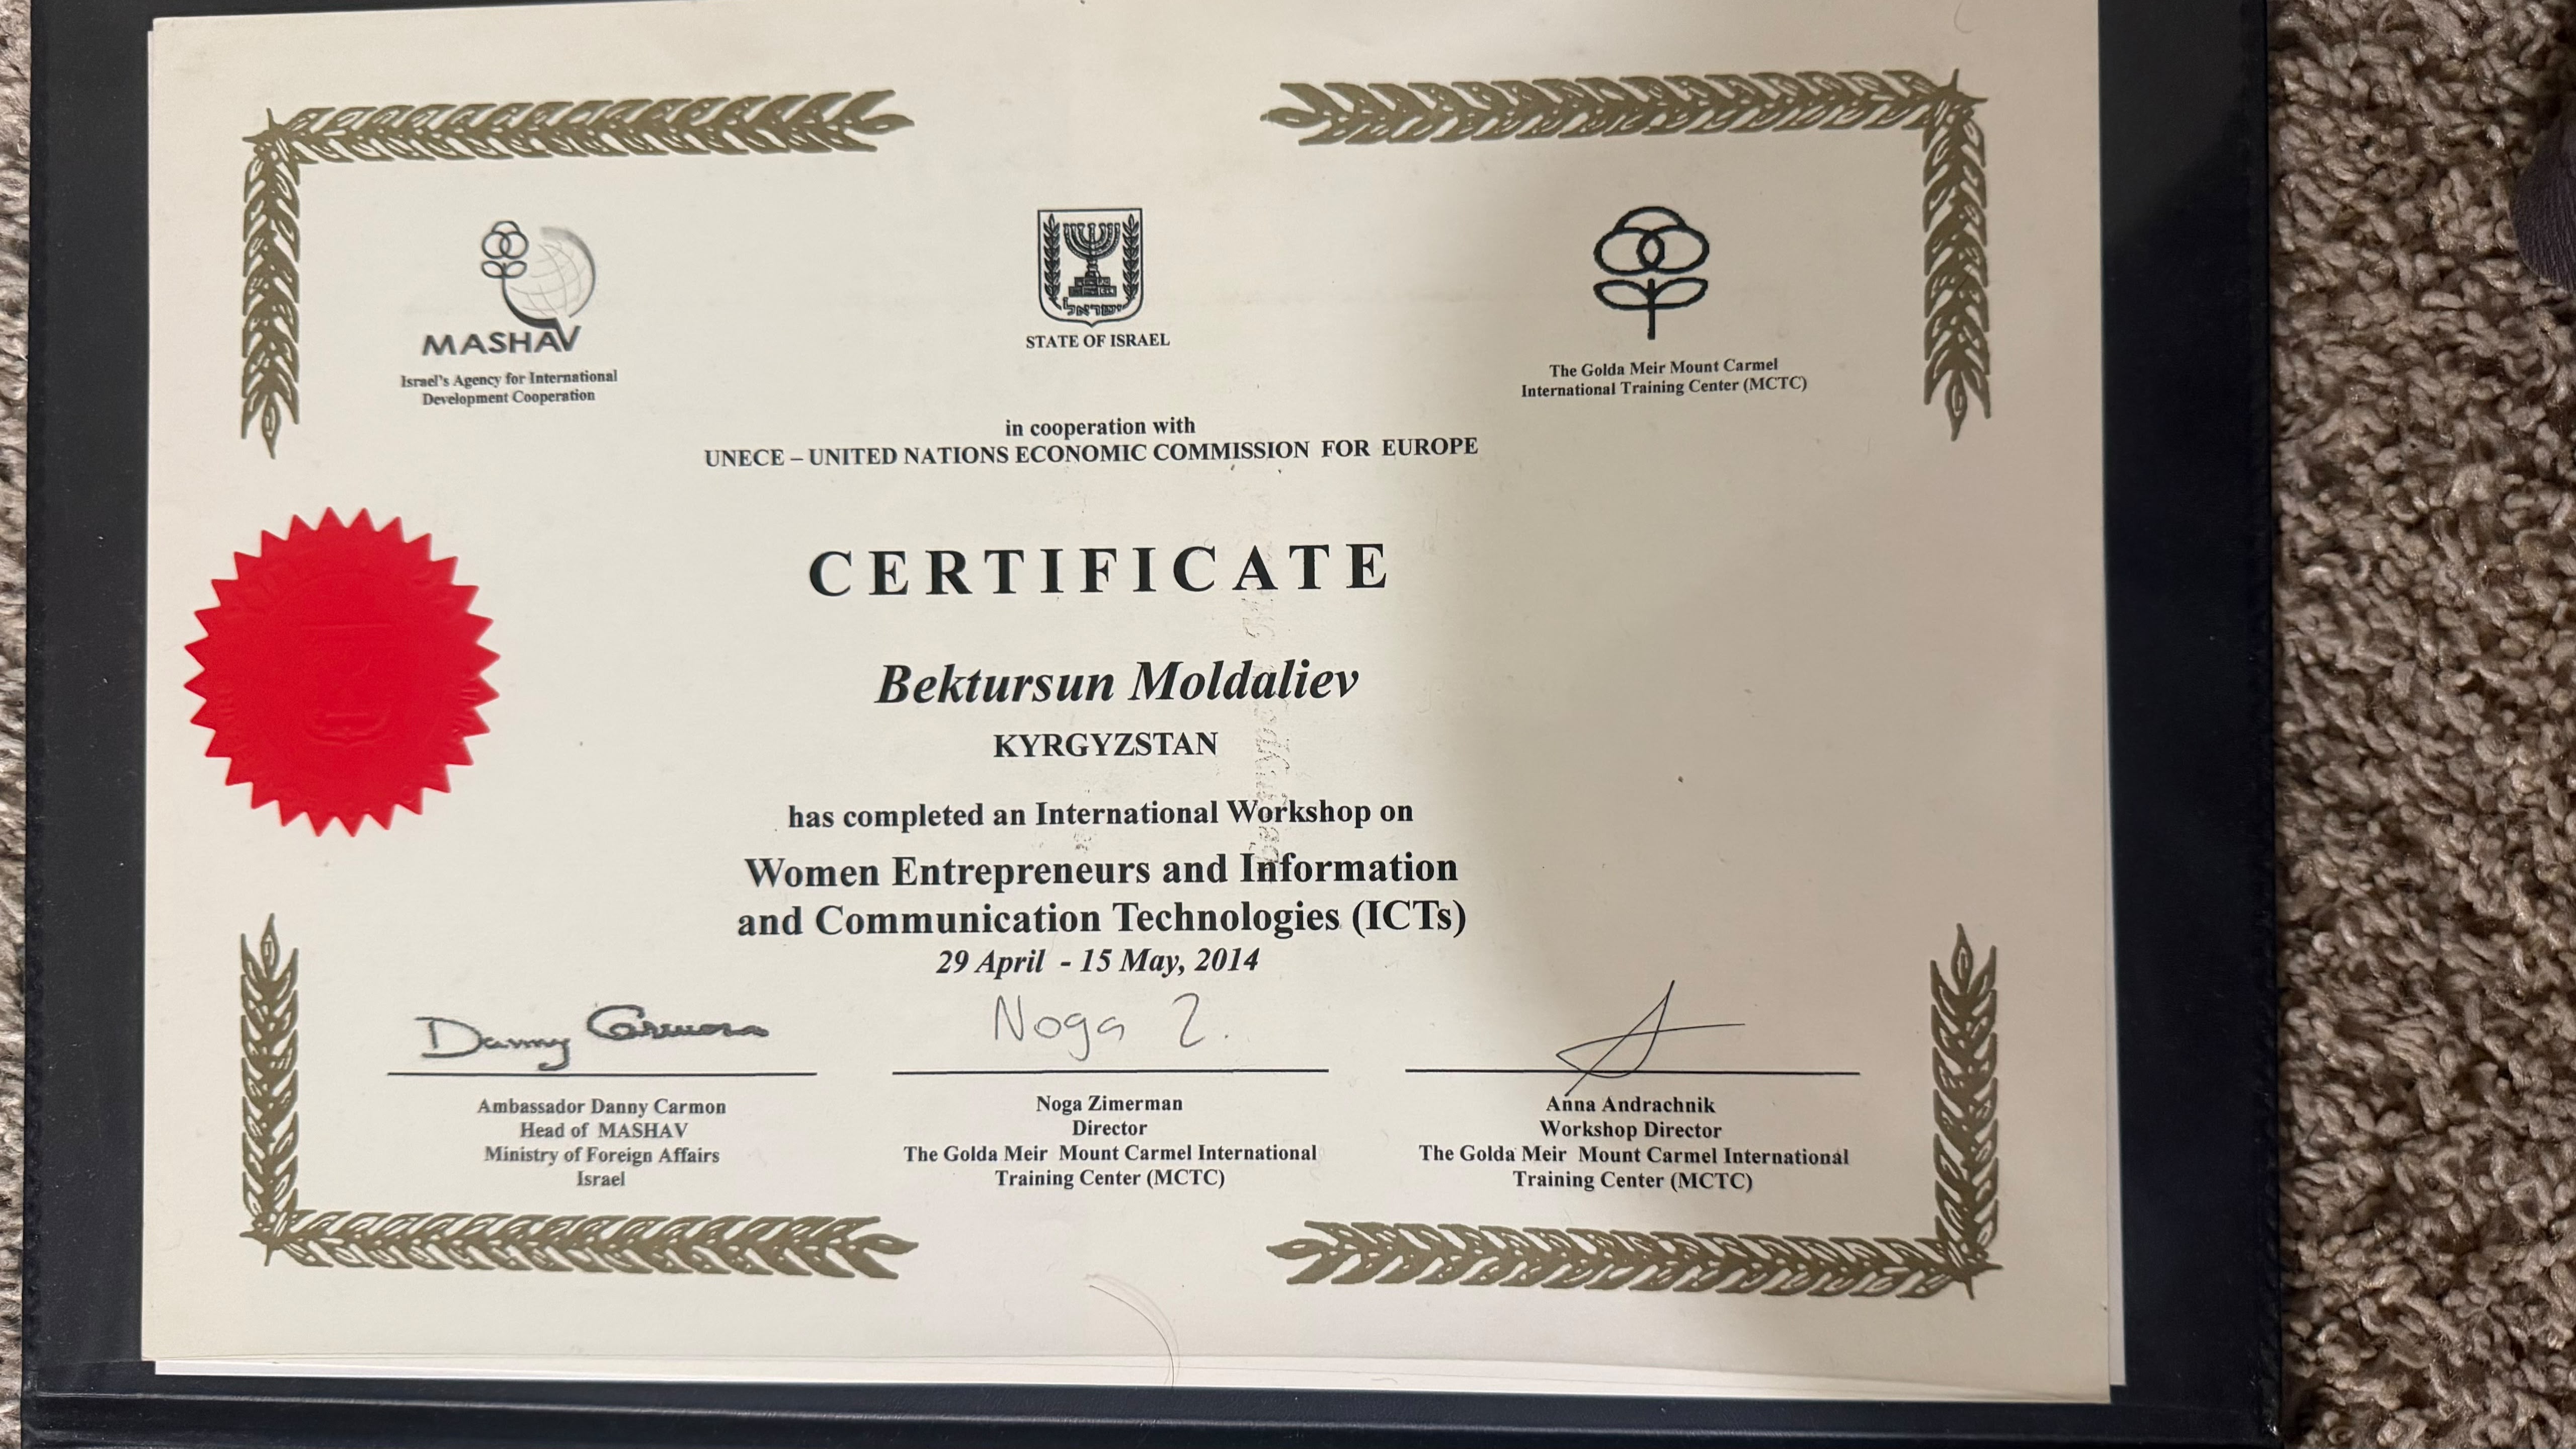 MASHAV
Israel's Agency for International
Development Cooperation
ישראל
STATE OF ISRAEL
The Golda Meir Mount Carmel
International Training Center (MCTC)
in cooperation with
UNECE – UNITED NATIONS ECONOMIC COMMISSION FOR EUROPE
CERTIFICATE
Bektursun Moldaliev
KYRGYZSTAN
has completed an International Workshop on
Women Entrepreneurs and Information
and Communication Technologies (ICTs)
29 April - 15 May, 2014
Danny Carmon
Noga Z.
Ambassador Danny Carmon
Head of MASHAV
Ministry of Foreign Affairs
Israel
Noga Zimerman
Director
The Golda Meir Mount Carmel International
Training Center (MCTC)
Anna Andrachnik
Workshop Director
The Golda Meir Mount Carmel International
Training Center (MCTC)